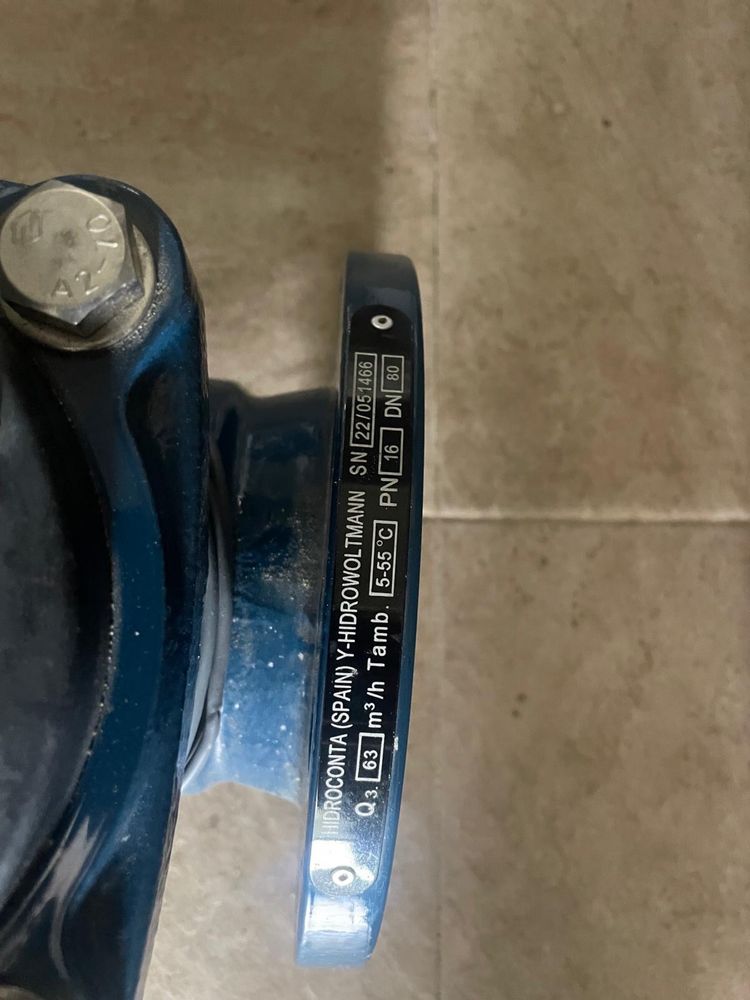 HIDROCONTA (SPAIN) Y-HIDROWOLTMANN SN 22/051466
Q3. 63 m³/h Tamb. 5-55 °C PN 16 DN 80
A2-70